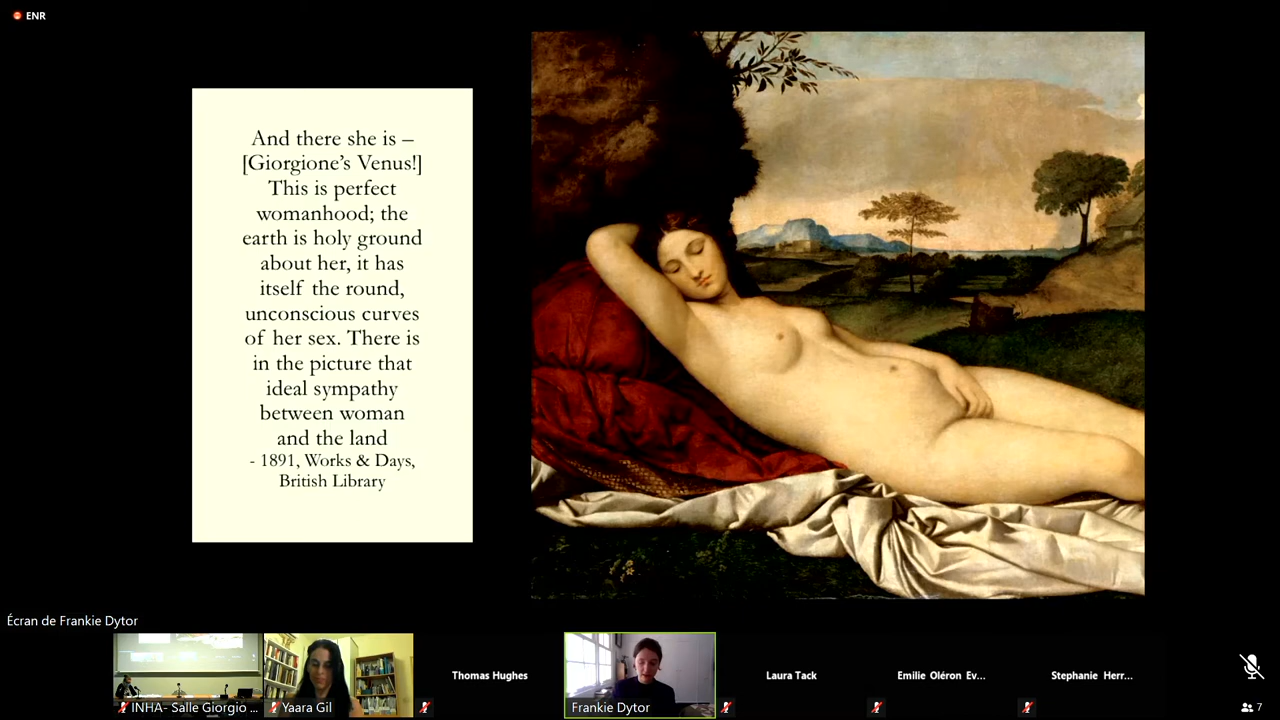 ENR
And there she is –
[Giorgione's Venus!]
This is perfect
womanhood; the
earth is holy ground
about her, it has
itself the round,
unconscious curves
of her sex. There is
in the picture that
ideal sympathy
between woman
and the land
- 1891, Works & Days,
British Library
Écran de Frankie Dytor
INHA- Salle Giorgio ...
Yaara Gil
Thomas Hughes
Frankie Dytor
Laura Tack
Emilie Oléron Ev...
Stephanie Herr...
7